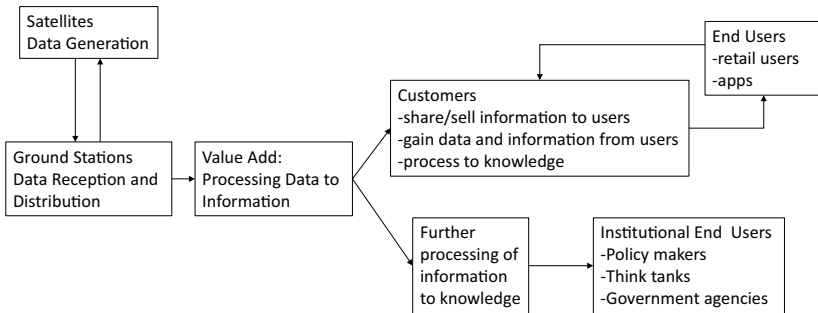 Satellites
Data Generation
Ground Stations
Data Reception and
Distribution
Value Add:
Processing Data to
Information
Customers
-share/sell information to users
-gain data and information from users
-process to knowledge
End Users
-retail users
-apps
Further
processing of
information
to knowledge
Institutional End  Users
-Policy makers
-Think tanks
-Government agencies